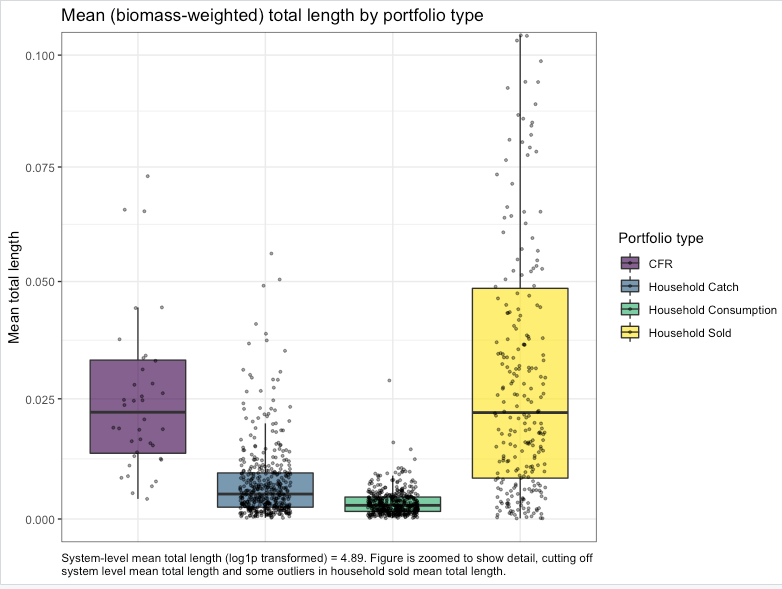 Mean (biomass-weighted) total length by portfolio type
0.100
0.075
0.050
0.025
0.000
Mean total length
Portfolio type
CFR
Household Catch
Household Consumption
Household Sold
System-level mean total length (log1p transformed) = 4.89. Figure is zoomed to show detail, cutting off
system level mean total length and some outliers in household sold mean total length.